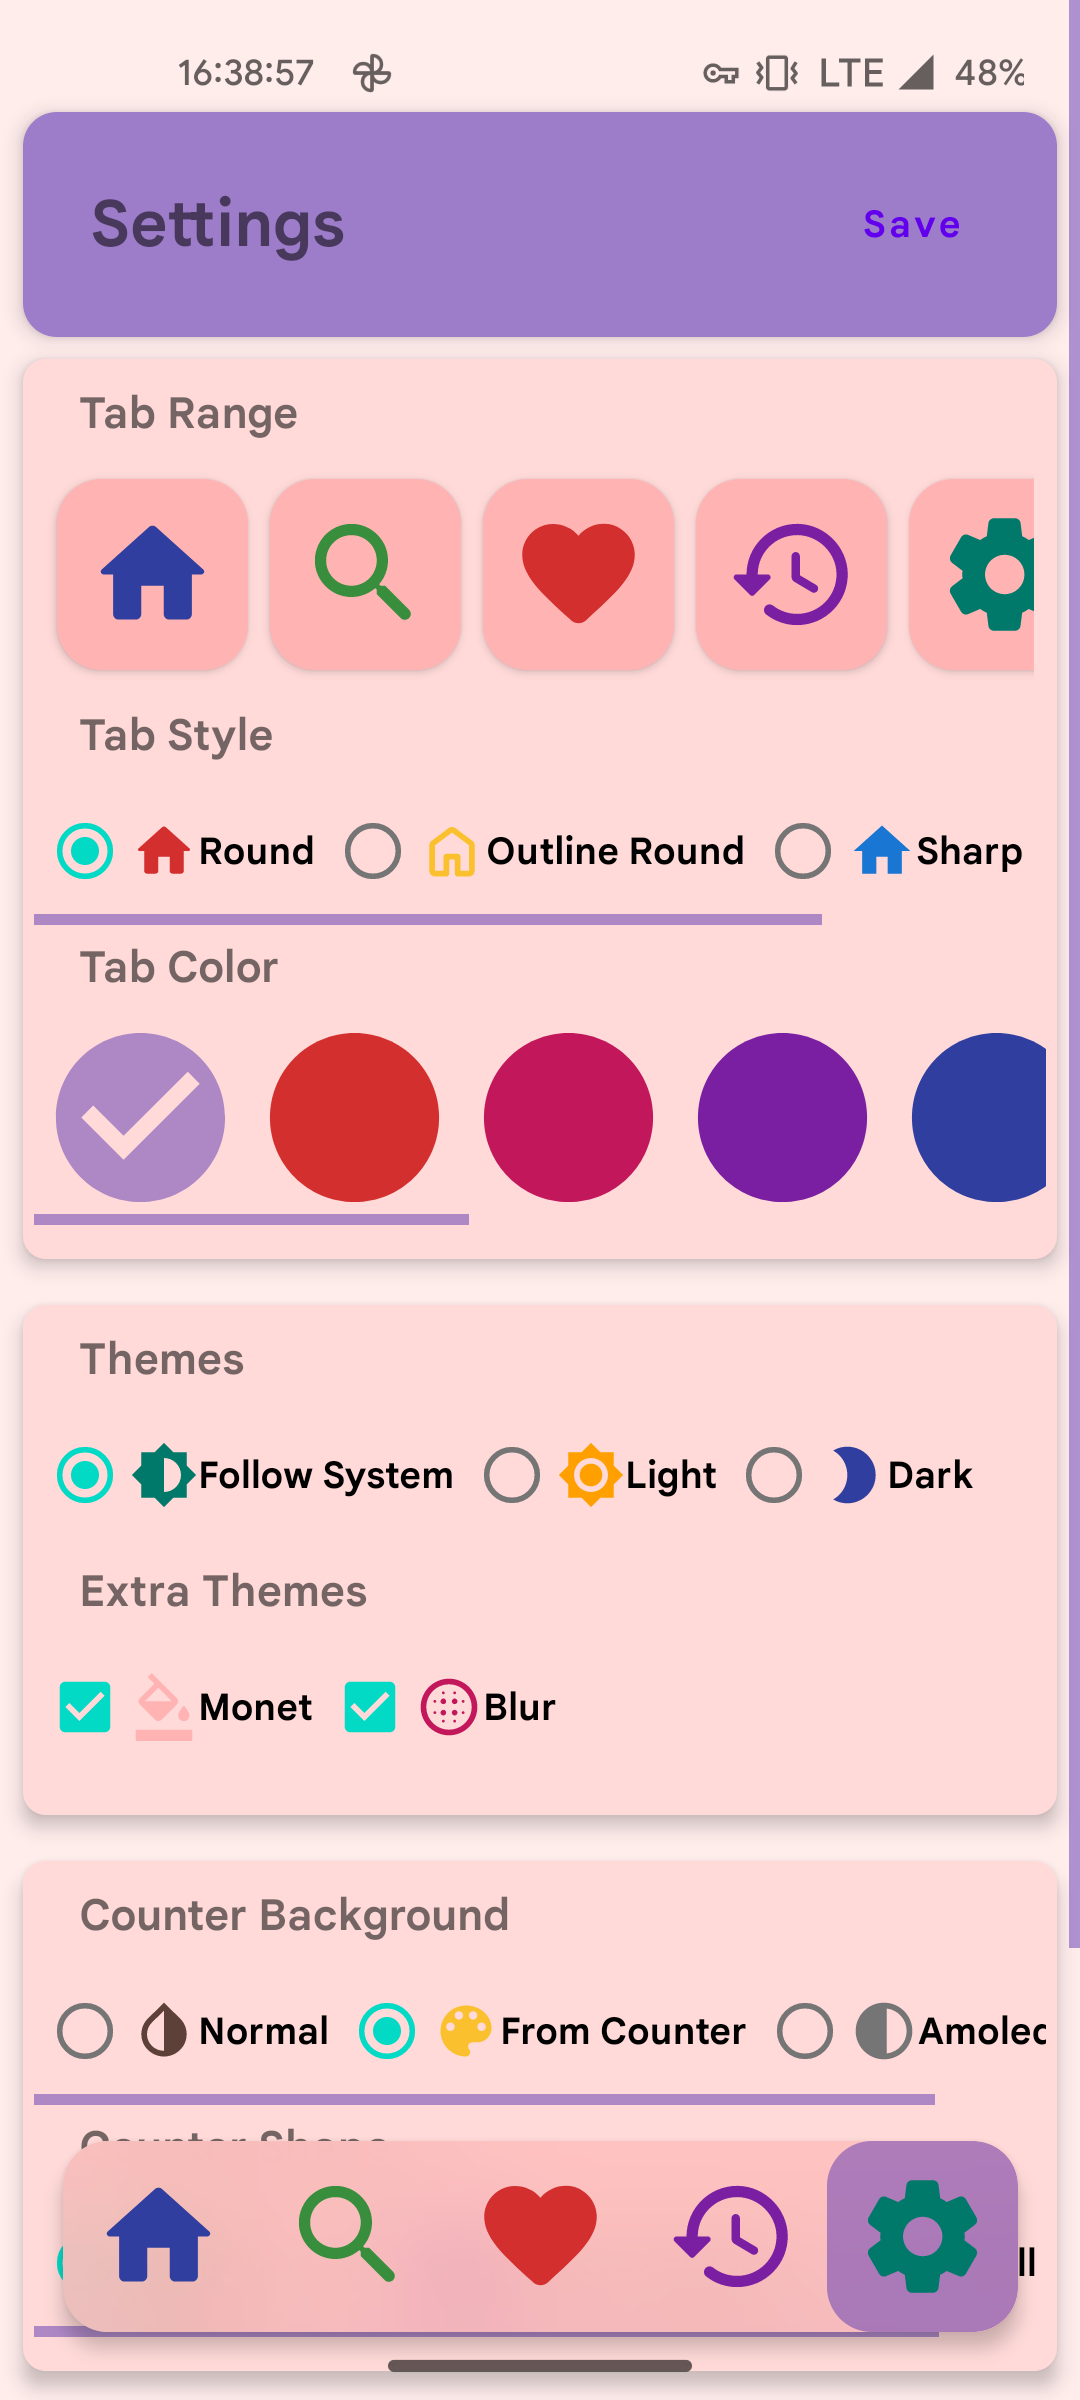 16:38:57 LTE 48%
Settings Save
Tab Range
Tab Style
Round Outline Round Sharp
Tab Color
Themes
Follow System Light Dark
Extra Themes
Monet Blur
Counter Background
Normal From Counter